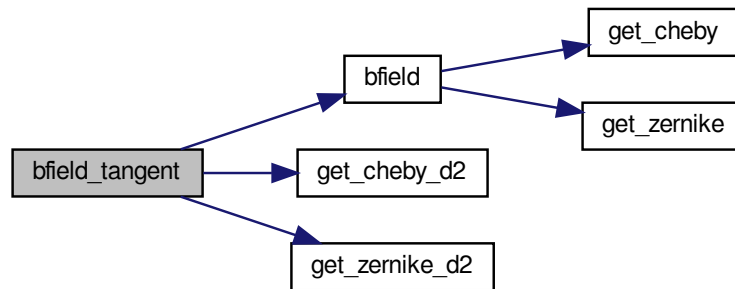 get_cheby
bfield
get_zernike
bfield_tangent
get_cheby_d2
get_zernike_d2